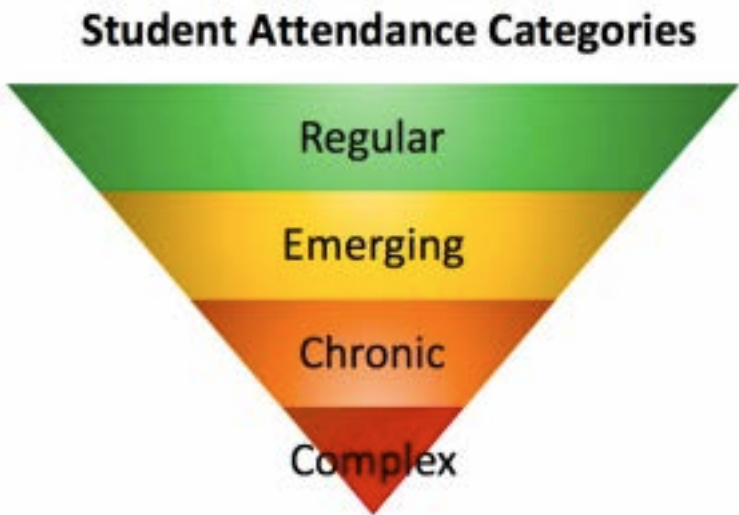 Student Attendance Categories
Regular
Emerging
Chronic
Complex